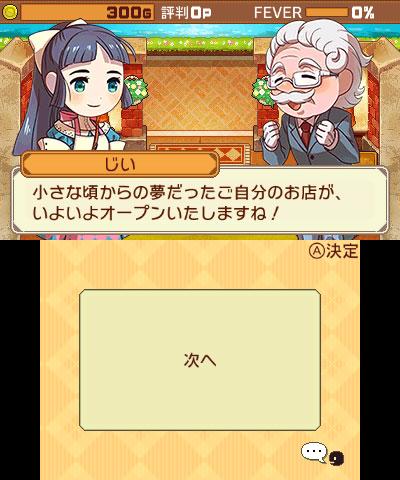 300G 評判0P FEVER 0%
じい
小さな頃からの夢だったご自分のお店が、
いよいよオープンいたしますね！
Ⓐ決定
次へ